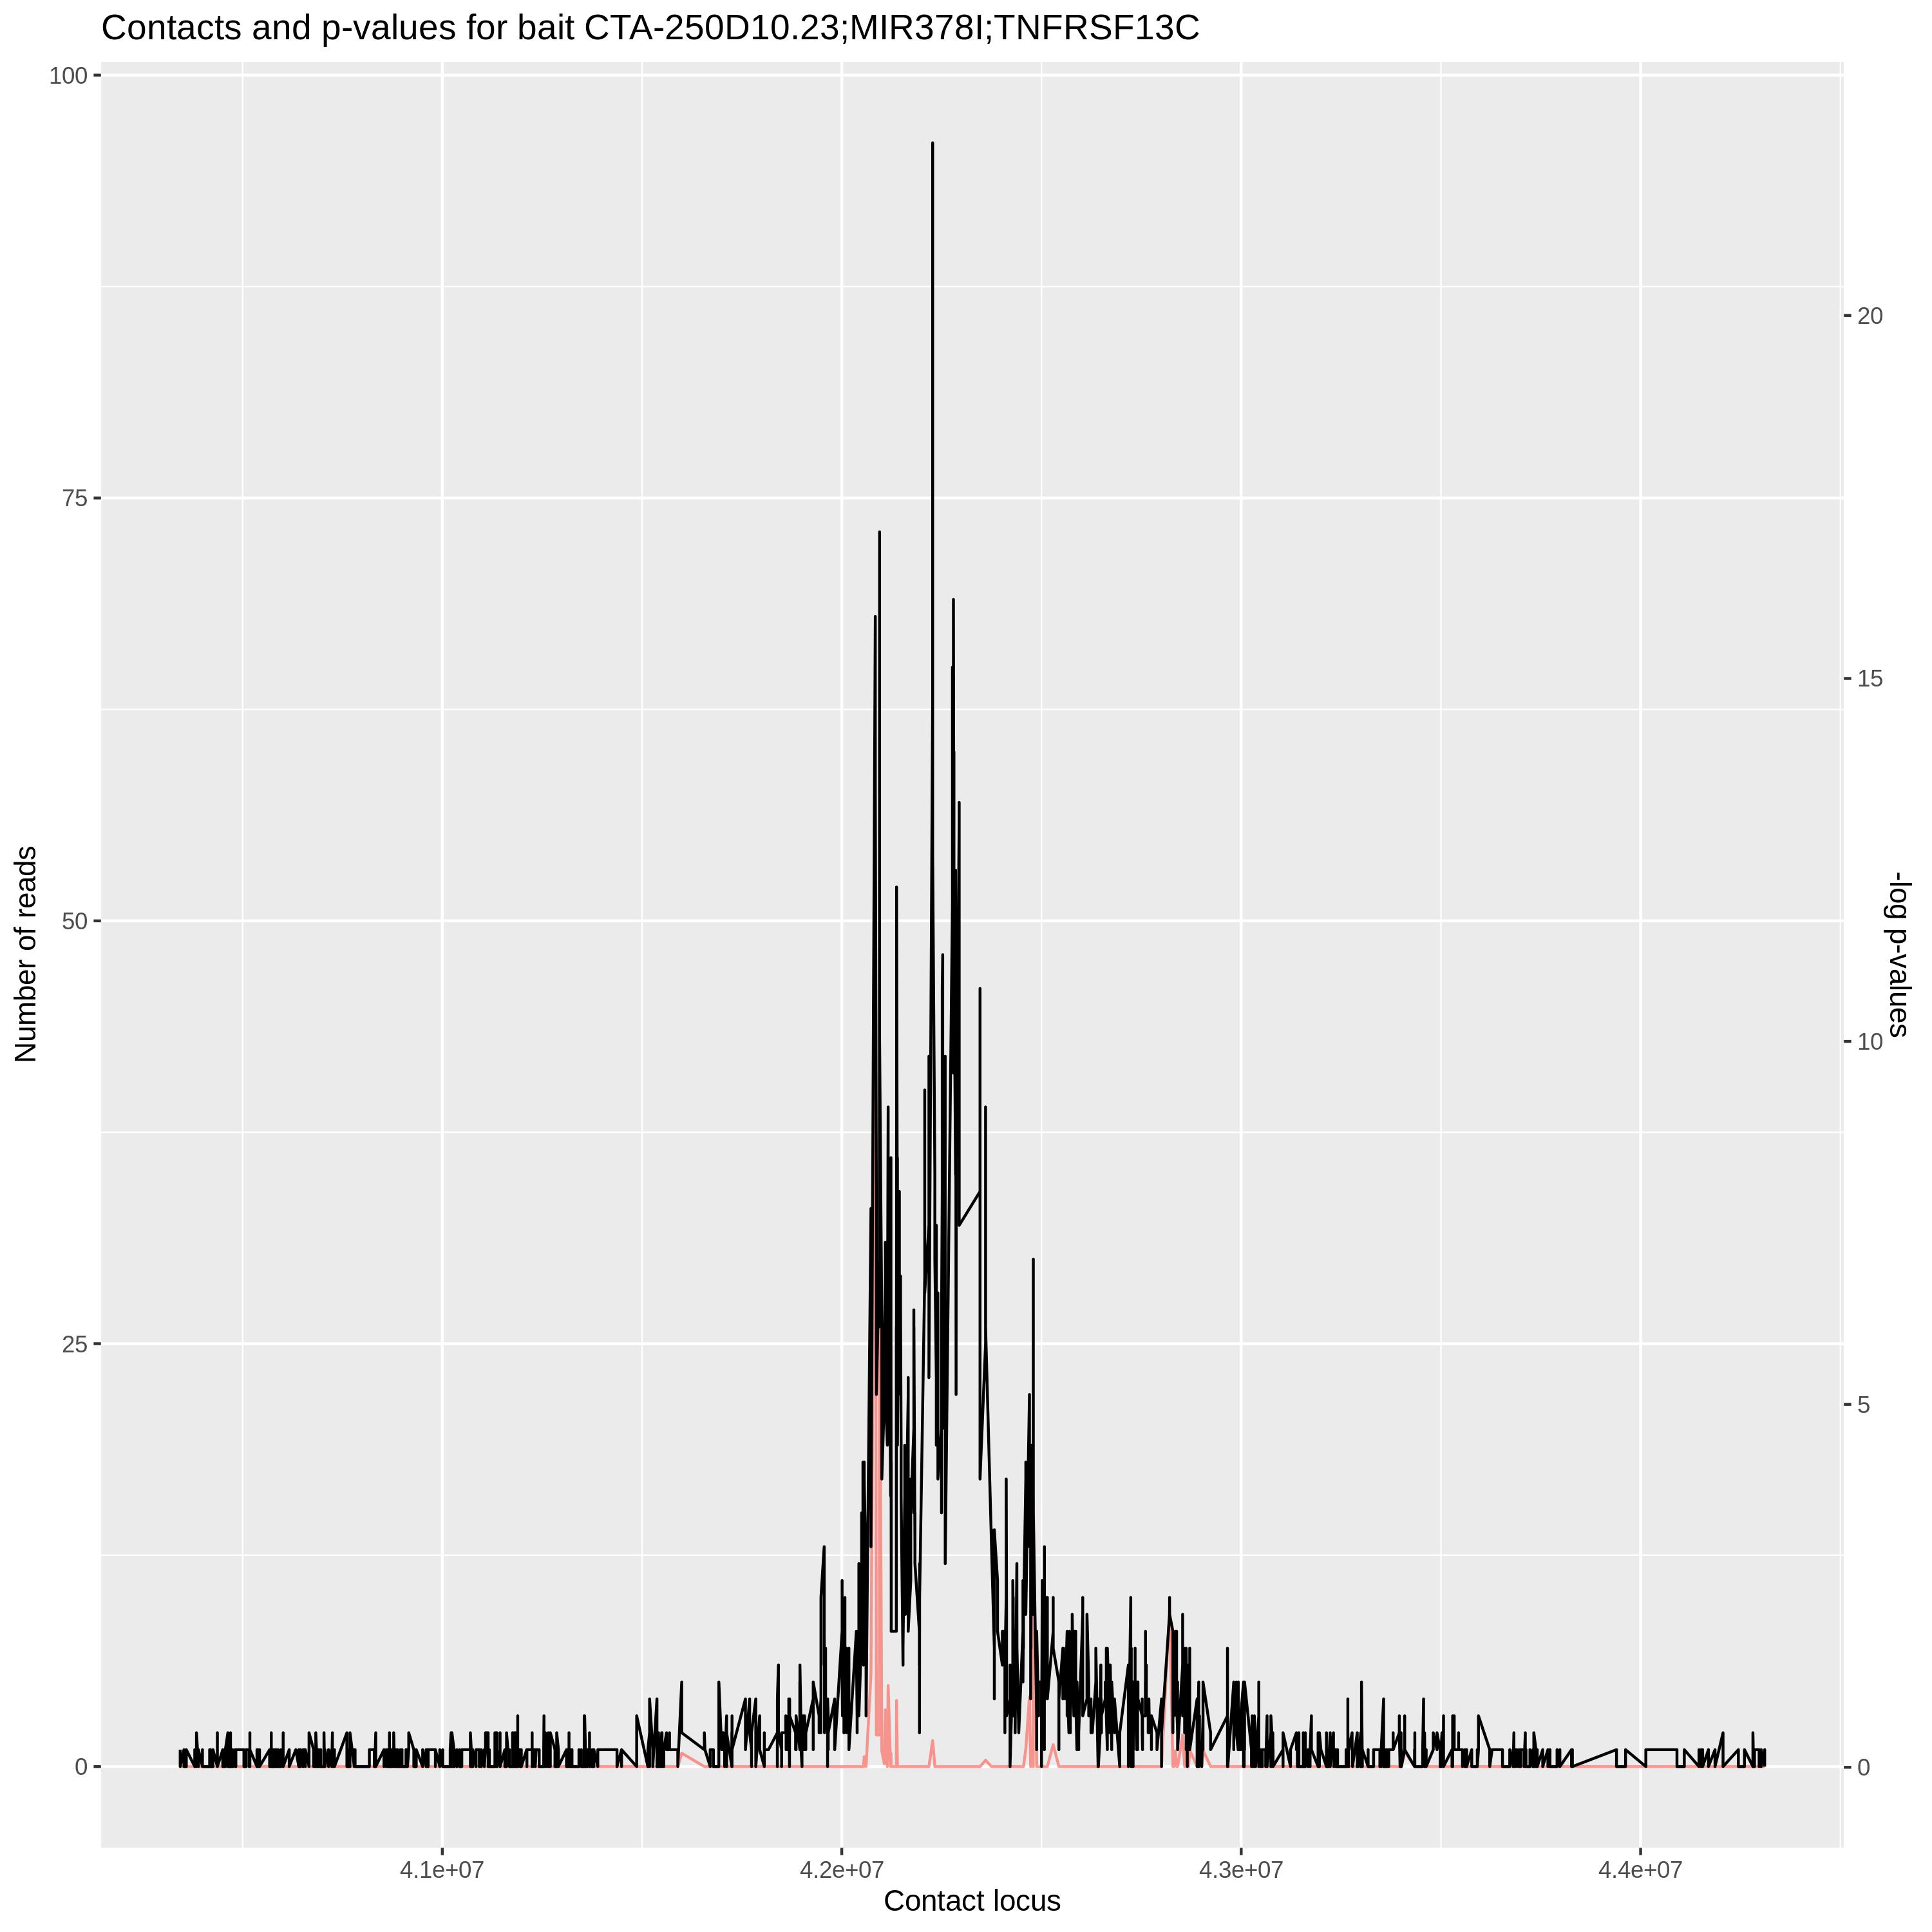 Contacts and p-values for bait CTA-250D10.23;MIR378I;TNFRSF13C
100
75
50
25
0
Number of reads
20
15
10
5
0
-log p-values
4.1e+07 4.2e+07 4.3e+07 4.4e+07
Contact locus